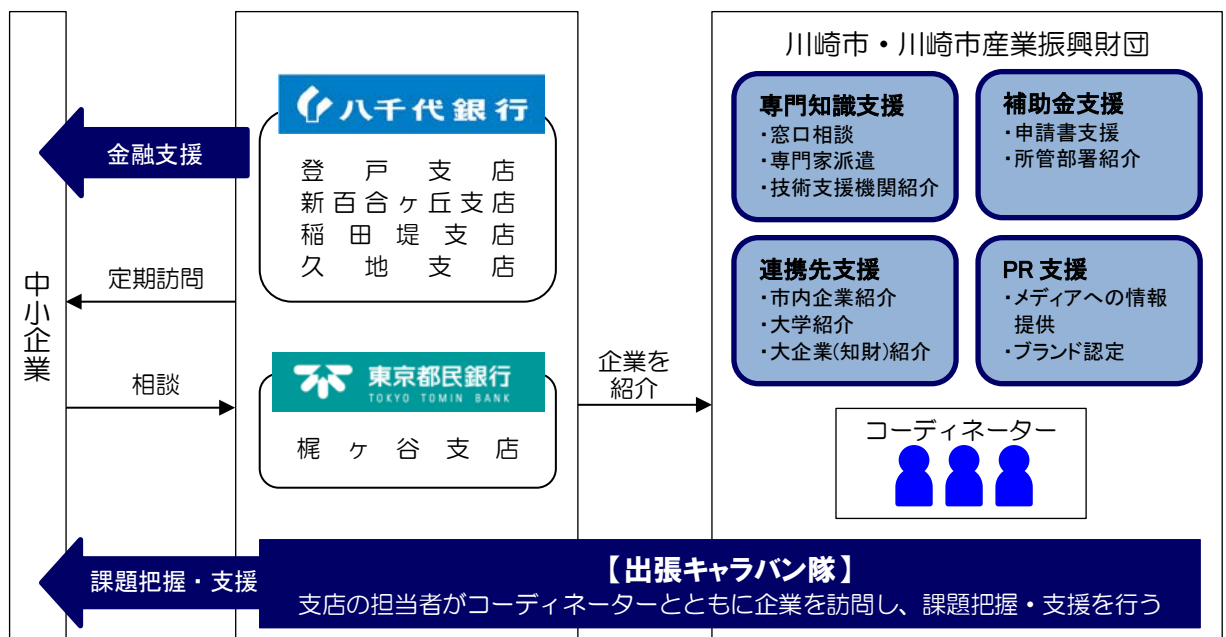 中小企業
金融支援
定期訪問
相談
八千代銀行
登戸支店
新百合ヶ丘支店
稲田堤支店
久地支店
東京都民銀行
TOKYO TOMIN BANK
梶ヶ谷支店
企業を
紹介
川崎市・川崎市産業振興財団
専門知識支援
・窓口相談
・専門家派遣
・技術支援機関紹介
補助金支援
・申請書支援
・所管部署紹介
連携先支援
・市内企業紹介
・大学紹介
・大企業(知財)紹介
PR 支援
・メディアへの情報
提供
・ブランド認定
コーディネーター
課題把握・支援
【出張キャラバン隊】
支店の担当者がコーディネーターとともに企業を訪問し、課題把握・支援を行う